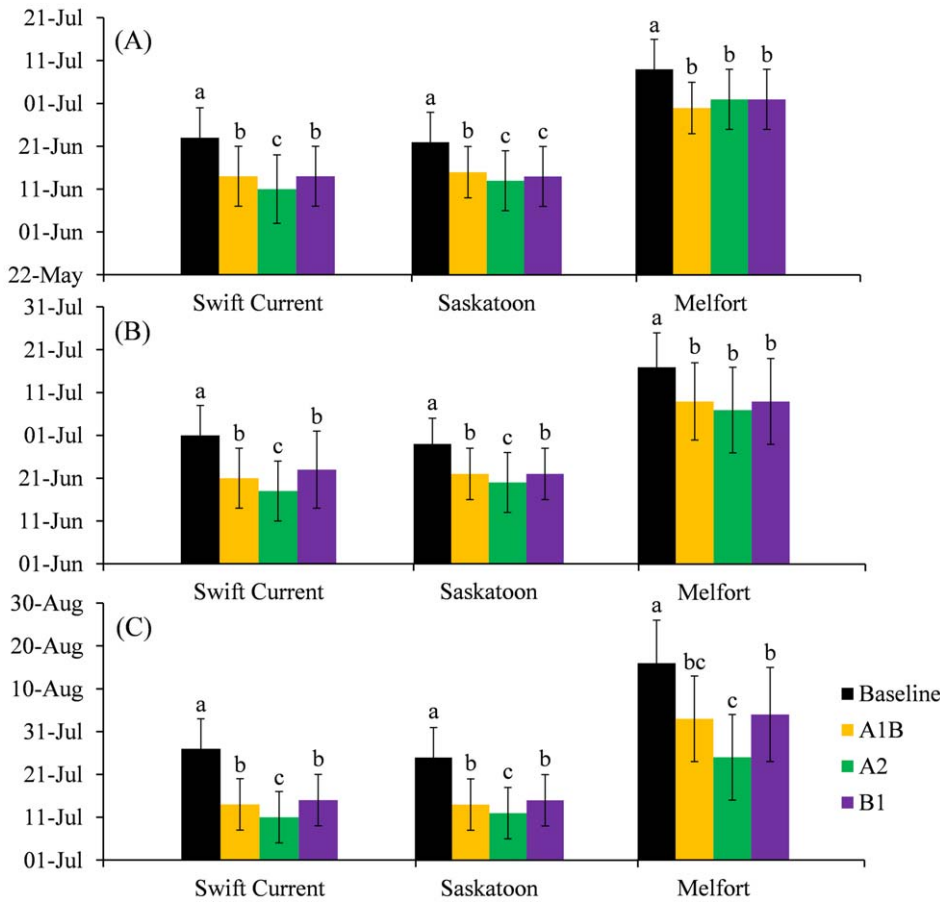 21-Jul
(A)
11-Jul
a
01-Jul
a
a
b
b
b
21-Jun
b
c
b
b
c
c
11-Jun
01-Jun
22-May
Swift Current
Saskatoon
Melfort
31-Jul
(B)
21-Jul
a
11-Jul
a
a
b
b
b
01-Jul
b
c
b
b
c
b
21-Jun
11-Jun
01-Jun
Swift Current
Saskatoon
Melfort
30-Aug
(C)
20-Aug
a
10-Aug
a
a
bc
c
b
31-Jul
b
c
b
b
c
b
21-Jul
11-Jul
01-Jul
Swift Current
Saskatoon
Melfort
Baseline
A1B
A2
B1